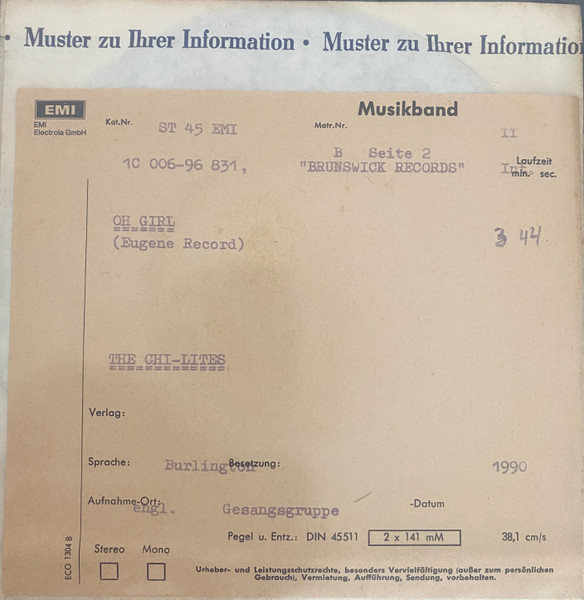 • Muster zu Ihrer Information • Muster zu Ihrer Information
EMI
EMI
Electrola GmbH
Musikband
Kat.Nr. ST 45 EMI Matr.Nr. II
B Seite 2
1C 006-96 831, "BRUNSWICK RECORDS" Int.
Laufzeit
min. sec.
OH GIRL
(Eugene Record) 3 44.
THE CHI-LITES
Verlag:
Sprache: Burlington Besetzung: 1990
Aufnahme-Ort: engl. Gesangsgruppe -Datum
Pegel u. Entz.: DIN 45511 2 x 141 mM 38,1 cm/s
Stereo Mono
Urheber- und Leistungsschutzrechte, besonders Vervielfältigung (außer zum persönlichen
Gebrauch), Vermietung, Aufführung, Sendung, vorbehalten.
ECO 1304 B